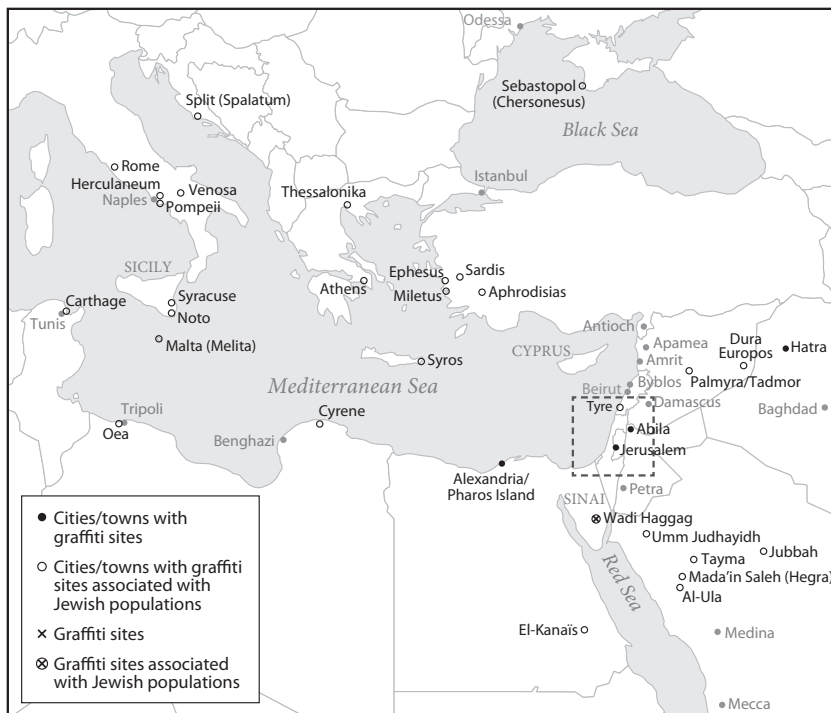 Odessa
Sebastopol
(Chersonesus)
Split (Spalatum)
Black Sea
Rome
Herculaneum
Venosa
Naples
Pompeii
Thessalonika
Istanbul
SICILY
Ephesus
Sardis
Athens
Miletus
Aphrodisias
Carthage
Syracuse
Tunis
Noto
Malta (Melita)
Antioch
Dura
Europos
Hatra
Apamea
CYPRUS
Amrit
Syros
Byblos
Palmyra/Tadmor
Mediterranean Sea
Beirut
Damascus
Tyre
Baghdad
Tripoli
Cyrene
Oea
Benghazi
Abila
Jerusalem
Alexandria/
Pharos Island
Petra
SINAI
Wadi Haggag
Umm Judhayidh
Jubbah
Tayma
Mada'in Saleh (Hegra)
Al-Ula
Red Sea
El-Kanaïs
Medina
Mecca
Cities/towns with
graffiti sites
Cities/towns with graffiti
sites associated with
Jewish populations
Graffiti sites
Graffiti sites associated
with Jewish populations